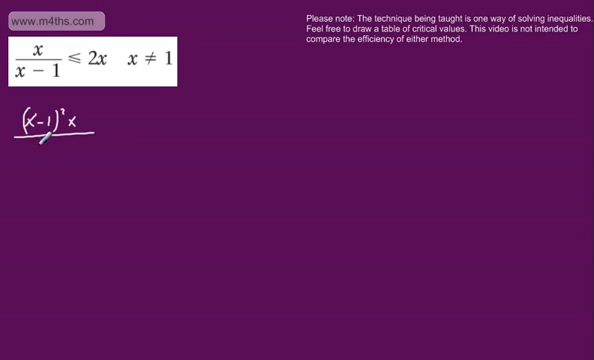 www.m4ths.com
Please note: The technique being taught is one way of solving inequalities.
Feel free to draw a table of critical values. This video is not intended to
compare the efficiency of either method.
x/(x − 1) ⩽ 2x x ≠ 1
(x-1)² x